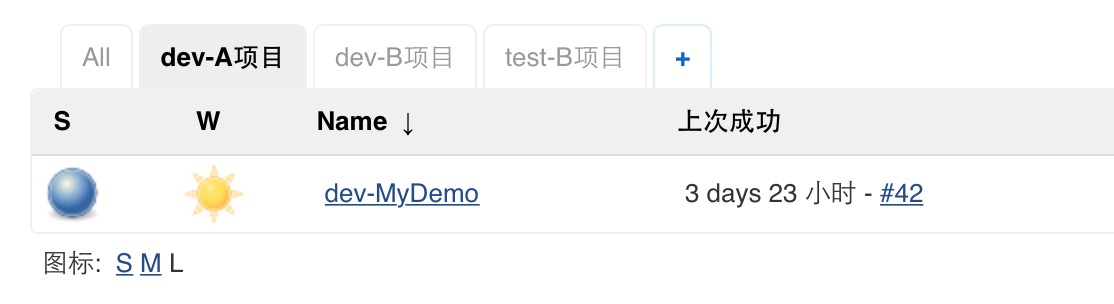 All dev-A项目 dev-B项目 test-B项目 +
S W Name ↓ 上次成功
dev-MyDemo 3 days 23 小时 - #42
图标: S M L